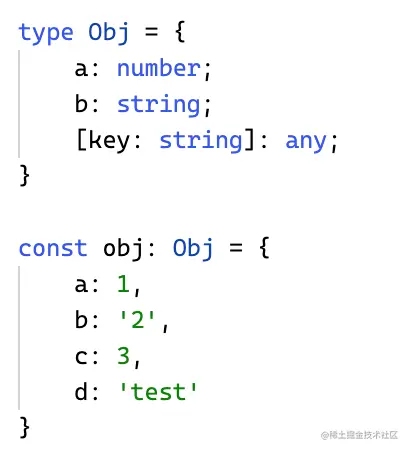 type Obj = {
    a: number;
    b: string;
    [key: string]: any;
}
const obj: Obj = {
    a: 1,
    b: '2',
    c: 3,
    d: 'test'
}
@稀土掘金技术社区